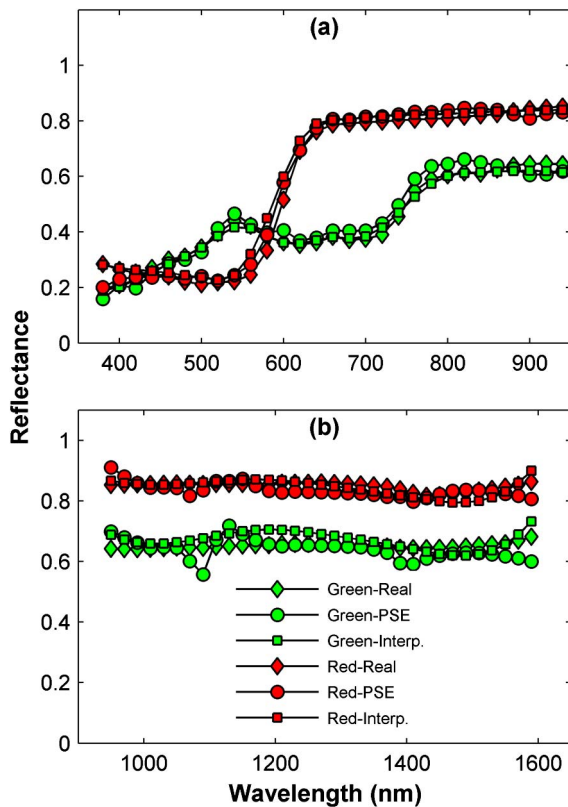 (a)
1
0.8
0.6
0.4
0.2
0
400 500 600 700 800 900
Reflectance
(b)
1
0.8
0.6
0.4
0.2
0
Green-Real
Green-PSE
Green-Interp.
Red-Real
Red-PSE
Red-Interp.
1000 1200 1400 1600
Wavelength (nm)